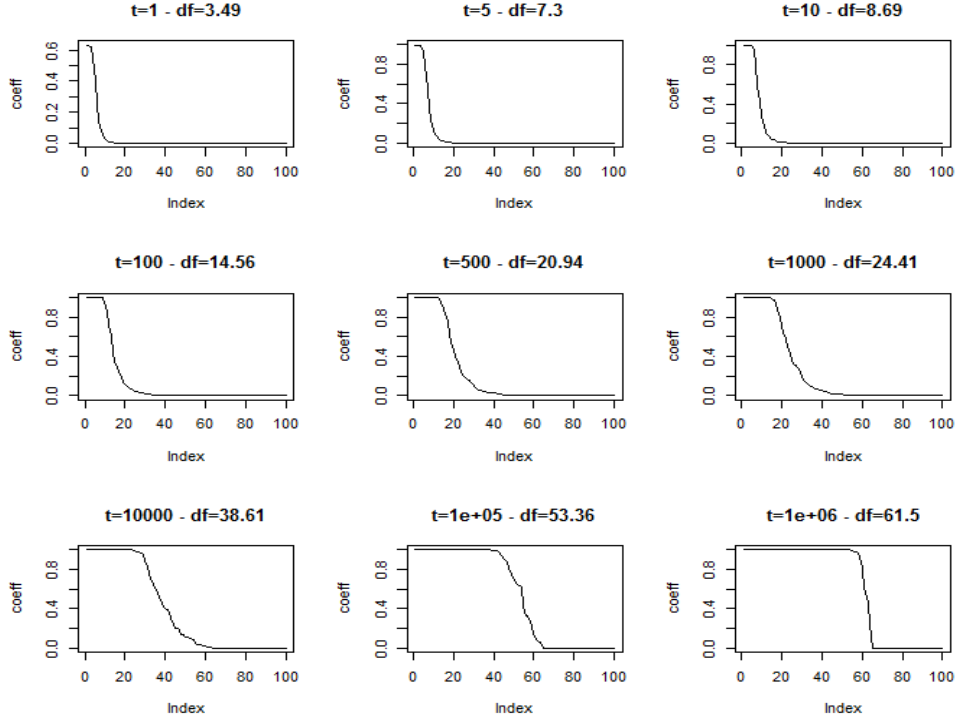 t=1 - df=3.49
t=5 - df=7.3
t=10 - df=8.69
coeff
0.0 0.2 0.4 0.6
0 20 40 60 80 100
Index
coeff
0.0 0.4 0.8
0 20 40 60 80 100
Index
coeff
0.0 0.4 0.8
0 20 40 60 80 100
Index
t=100 - df=14.56
t=500 - df=20.94
t=1000 - df=24.41
coeff
0.0 0.4 0.8
0 20 40 60 80 100
Index
coeff
0.0 0.4 0.8
0 20 40 60 80 100
Index
coeff
0.0 0.4 0.8
0 20 40 60 80 100
Index
t=10000 - df=38.61
t=1e+05 - df=53.36
t=1e+06 - df=61.5
coeff
0.0 0.4 0.8
0 20 40 60 80 100
Index
coeff
0.0 0.4 0.8
0 20 40 60 80 100
Index
coeff
0.0 0.4 0.8
0 20 40 60 80 100
Index